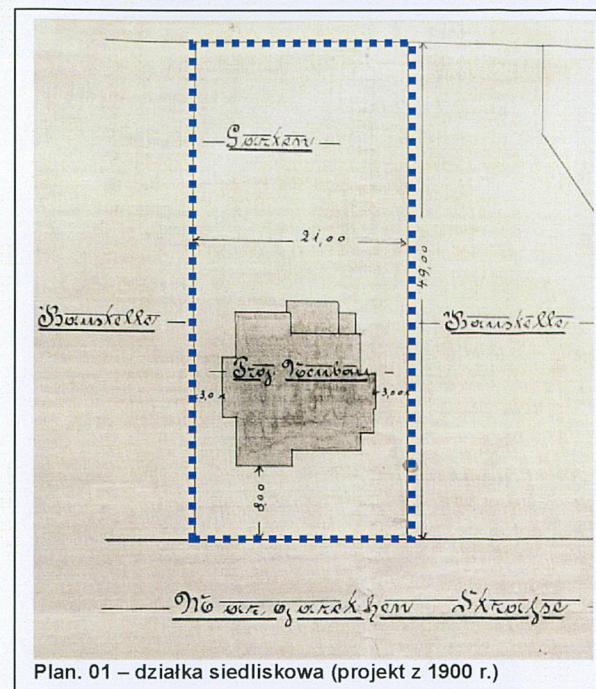 Garten
21,00
49,00
Baustelle
Baustelle
Proj. Neubau
3,0
3,00
8,00
Margarethen Straße
Plan. 01 – działka siedliskowa (projekt z 1900 r.)